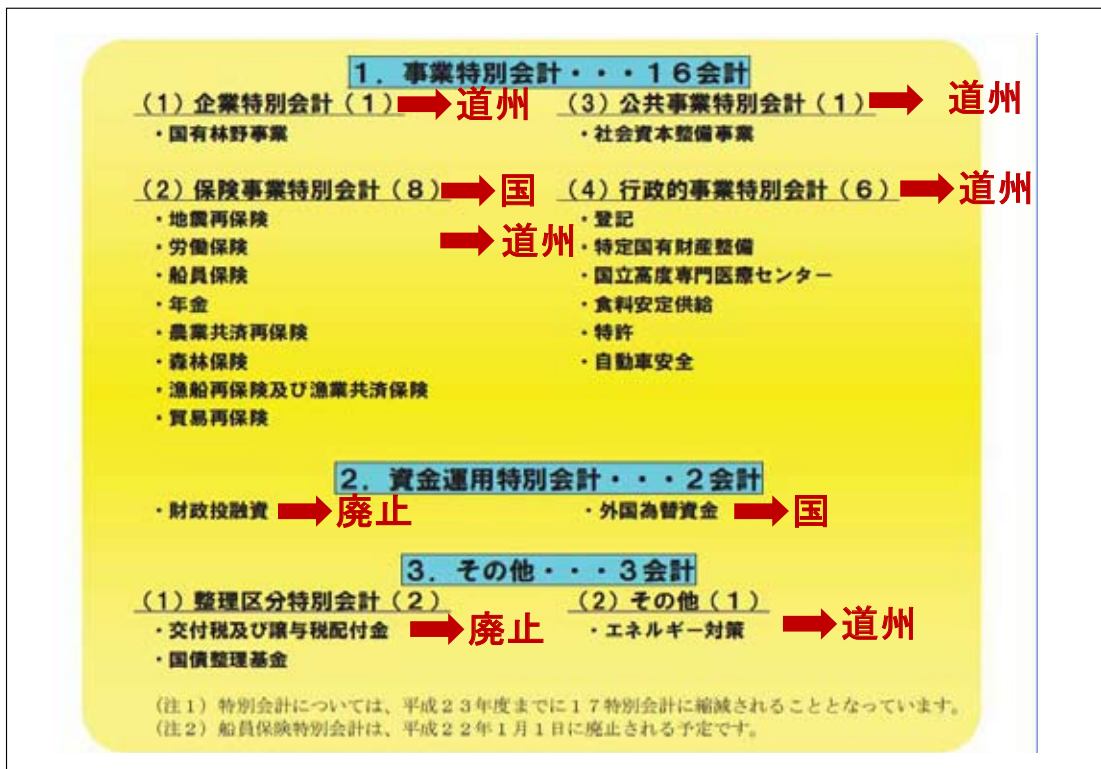 １．事業特別会計・・・１６会計
（１）企業特別会計（１）➡道州
・国有林野事業
（３）公共事業特別会計（１）➡道州
・社会資本整備事業
（２）保険事業特別会計（８）➡国
・地震再保険
・労働保険 ➡道州
・船員保険
・年金
・農業共済再保険
・森林保険
・漁船再保険及び漁業共済保険
・貿易再保険
（４）行政的事業特別会計（６）➡道州
・登記
・特定国有財産整備
・国立高度専門医療センター
・食料安定供給
・特許
・自動車安全
２．資金運用特別会計・・・２会計
・財政投融資 ➡廃止
・外国為替資金 ➡国
３．その他・・・３会計
（１）整理区分特別会計（２）
・交付税及び譲与税配付金 ➡廃止
・国債整理基金
（２）その他（１）
・エネルギー対策 ➡道州
（注１）特別会計については、平成２３年度までに１７特別会計に縮減されることとなっています。
（注２）船員保険特別会計は、平成２２年１月１日に廃止される予定です。